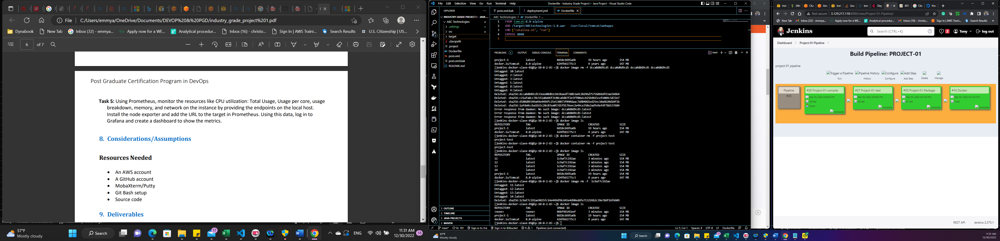 File
C:/Users/emmya/OneDrive/Documents/DEVOP%20&%20PGD/industry_grade_project%201.pdf
Dynabook
New Tab
Inbox (32) - emmya...
Apply now for a WE...
Analytical procedur...
Inbox (16) - christo...
Sign In | AWS Traini...
Search Results
U.S. Citizenship | US...
6 of 7
Post Graduate Certification Program in DevOps
Task 5: Using Prometheus, monitor the resources like CPU utilization: Total Usage, Usage per core, usage
breakdown, memory, and network on the instance by providing the endpoints on the local host.
Install the node exporter and add the URL to the target in Prometheus. Using this data, log in to
Grafana and create a dashboard to show the metrics.
8. Considerations/Assumptions
Resources Needed
• An AWS account
• A GitHub account
• MobaXterm/Putty
• Git Bash setup
• Source code
9. Deliverables
57°F
Mostly cloudy
Search
17
ENG
11:31 AM
12/30/2022
18
File Edit Selection View Go Run Terminal Help
Dockerfile - Industry Grade Project I - Java Project - Visual Studio Code
EXPLORER
INDUSTRY GRADE PROJECT I - JAVA ...
ABC Technologies
.settings
src
target
.classpath
.project
Dockerfile
pom.xml
pom.xml.bak
README.md
OUTLINE
TIMELINE
JAVA PROJECTS
MAVEN
pom.xml.bak
deployment.yml
Dockerfile
ABC Technologies > Dockerfile > ...
1 FROM tomcat:8.0-alpine
2 ADD /target/ABCtechnologies-1.0.war /usr/local/tomcat/webapps
3 CMD ["catalina.sh", "run"]
4 EXPOSE 8080
5
PROBLEMS 1 OUTPUT DEBUG CONSOLE TERMINAL COMMENTS
bash
project-1 latest 0d18c6695a6b 19 hours ago 154 MB
docker.io/tomcat 8.0-alpine 624fb61775c3 4 years ago 147 MB
[jenkins-docker-slave-01@ip-10-0-2-83 ~]$ docker image rm -f dcca0d0d9cd5 dcca0d0d9cd5 dcca0d0d9cd5 dcca0d0d9cd5
Untagged: 10:latest
Untagged: 2:latest
Untagged: 3:latest
Untagged: 5:latest
Untagged: 8:latest
Untagged: 9:latest
Deleted: sha256:dcca0d0d9cd533eee00db1cb63baedf7d8b3a4138296d75756866df63ae56bb4
Deleted: sha256:c21afa8cc78c551a0a96f3140ca9d87f2e3ff00a1cb25b4815cefe004c5872e7
Deleted: sha256:d580d89349a69e4494fc25e538073f090daac7dd040d1ed25ec10a6b20d10f1b
Deleted: sha256:1afde0ccba1b15c28c07ea057d1f9176eec2e44ce350e3adfe9efdf7bb537684
Error response from daemon: No such image: dcca0d0d9cd5:latest
Error response from daemon: No such image: dcca0d0d9cd5:latest
Error response from daemon: No such image: dcca0d0d9cd5:latest
[jenkins-docker-slave-01@ip-10-0-2-83 ~]$ docker image ls
REPOSITORY TAG IMAGE ID CREATED SIZE
project-1 latest 0d18c6695a6b 19 hours ago 154 MB
docker.io/tomcat 8.0-alpine 624fb61775c3 4 years ago 147 MB
[jenkins-docker-slave-01@ip-10-0-2-83 ~]$ docker container rm -f project-test
project-test
[jenkins-docker-slave-01@ip-10-0-2-83 ~]$ docker container rm -f project-test
project-test
[jenkins-docker-slave-01@ip-10-0-2-83 ~]$ docker image ls
REPOSITORY TAG IMAGE ID CREATED SIZE
11 latest 1c9af7c192ae 3 minutes ago 154 MB
12 latest 1c9af7c192ae 3 minutes ago 154 MB
13 latest 1c9af7c192ae 3 minutes ago 154 MB
14 latest 1c9af7c192ae 3 minutes ago 154 MB
project-1 latest 0d18c6695a6b 19 hours ago 154 MB
docker.io/tomcat 8.0-alpine 624fb61775c3 4 years ago 147 MB
[jenkins-docker-slave-01@ip-10-0-2-83 ~]$ docker image rm -f 1c9af7c192ae
Untagged: 11:latest
Untagged: 12:latest
Untagged: 13:latest
Untagged: 14:latest
Deleted: sha256:1c9af7c192ae9825fc14e449df0c645e4d90eddfe713226b2c39e78df16f6609
[jenkins-docker-slave-01@ip-10-0-2-83 ~]$ docker image ls
REPOSITORY TAG IMAGE ID CREATED SIZE
<none> <none> 06bf96145eef 3 minutes ago 154 MB
project-1 latest 0d18c6695a6b 19 hours ago 154 MB
docker.io/tomcat 8.0-alpine 624fb61775c3 4 years ago 147 MB
[jenkins-docker-slave-01@ip-10-0-2-83 ~]$
main* 0↓ 10↑ Sign in to Jira Sign in to Bitbucket 0 1 Pipelines (not connected)
Ln 5, Col 1 Spaces: 4 UTF-8 LF Dockerfile
57°F
Mostly cloudy
Search
Inst IAM Clu Am Inst linu tom Dep 401 Cle How
Not secure 3.129.217.118:8080/view/Project-01-Pipeline/
New Tab
Inbox (32) - emmya...
Apply now for a WE...
Analytical procedur...
Inbox (16) - christo...
Sign In | AWS Traini...
Search Results
Jenkins
Search (CTRL+K)
2
Tony
log out
Dashboard > Project-01-Pipeline >
Build Pipeline: PROJECT-01
project-01 pipeline
Trigger a Pipeline
Pipeline History
Configure
Add Step
Run
History
Configure
Add Step
Delete
Manage
Pipeline
#28
#28 Project-01-compile
Dec 30, 2022 4:30:45 PM
3.8 sec
tzone
console
#27 Project-01-test
Dec 30, 2022 4:30:55 PM
4.8 sec
console
#33 Project-01-Package
Dec 30, 2022 4:31:05 PM
6.1 sec
console
#16 Docker
Dec 30, 2022 4:31:23 PM
3 sec
console
REST API
Jenkins 2.375.1
11:31 AM
12/30/2022